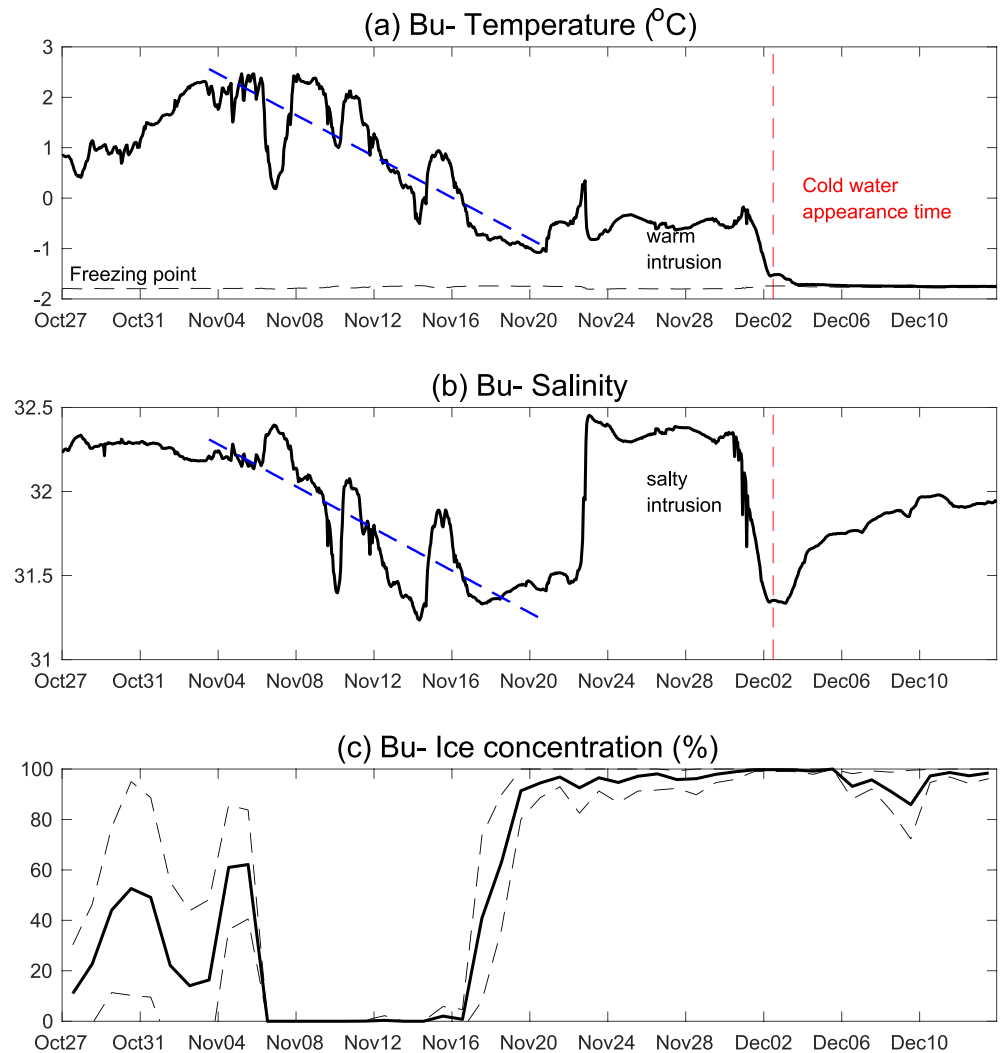 (a) Bu- Temperature (°C)
3
2
1
0
-1
-2
Freezing point
warm
intrusion
Cold water
appearance time
Oct27 Oct31 Nov04 Nov08 Nov12 Nov16 Nov20 Nov24 Nov28 Dec02 Dec06 Dec10
(b) Bu- Salinity
32.5
32
31.5
31
salty
intrusion
Oct27 Oct31 Nov04 Nov08 Nov12 Nov16 Nov20 Nov24 Nov28 Dec02 Dec06 Dec10
(c) Bu- Ice concentration (%)
100
80
60
40
20
0
Oct27 Oct31 Nov04 Nov08 Nov12 Nov16 Nov20 Nov24 Nov28 Dec02 Dec06 Dec10